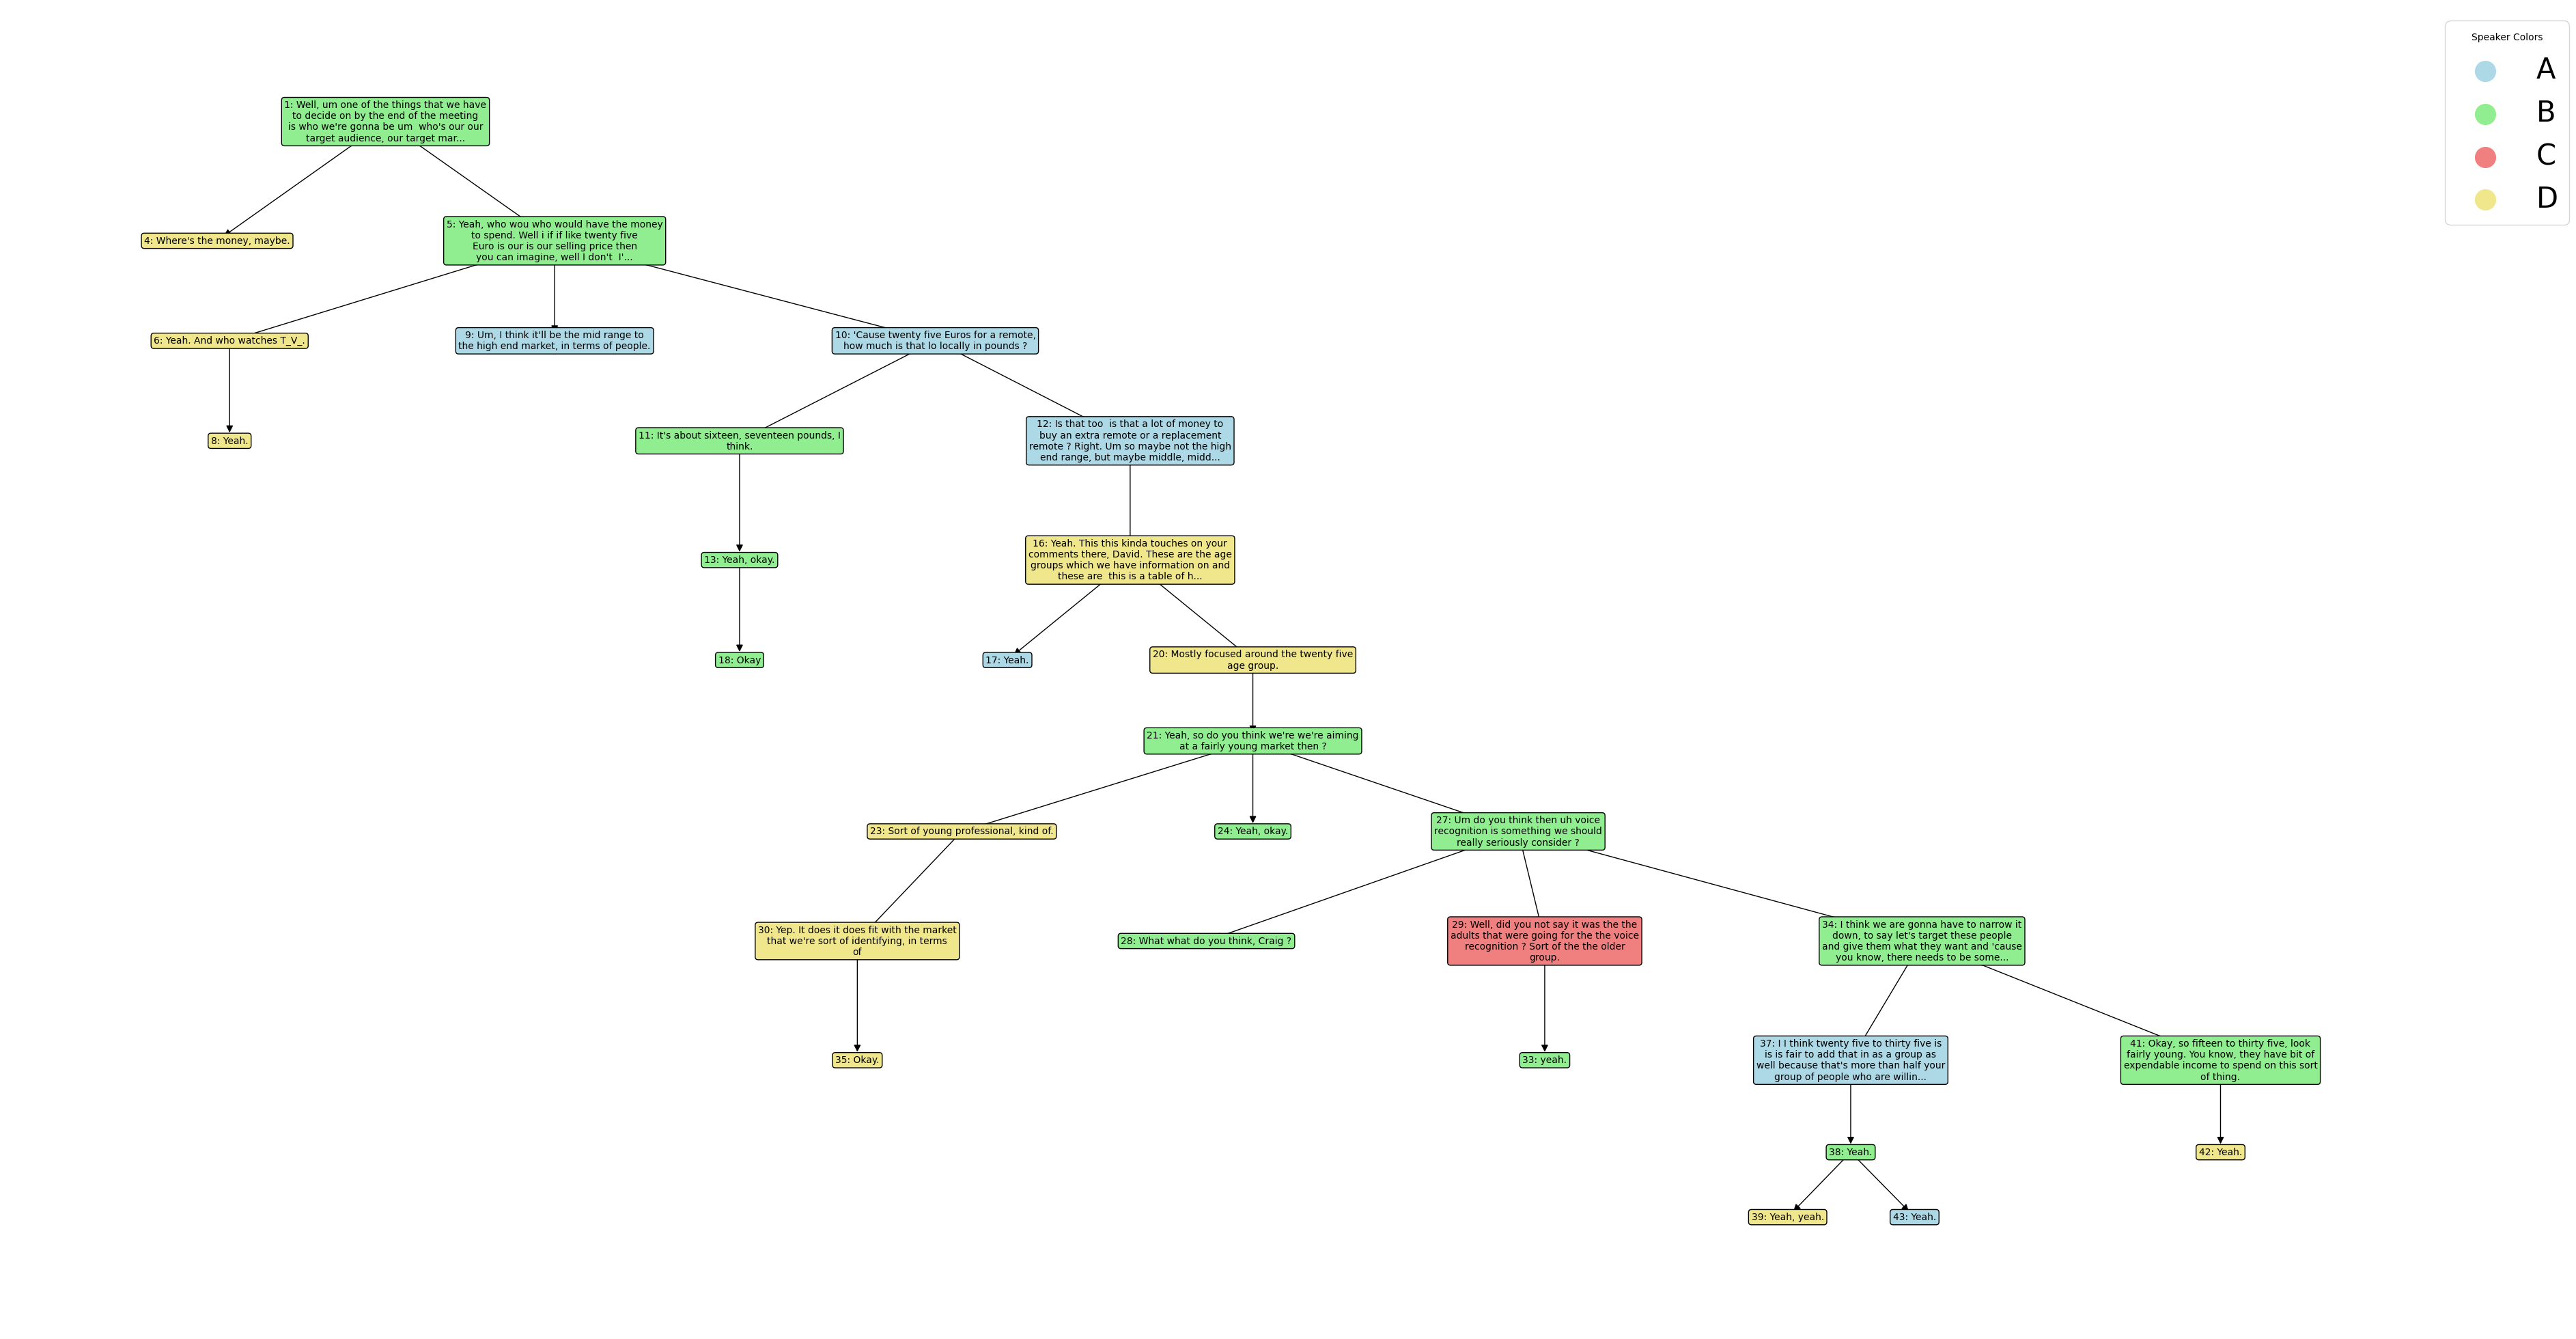 Speaker Colors
A
B
C
D
1: Well, um one of the things that we have
to decide on by the end of the meeting
is who we're gonna be um  who's our our
target audience, our target mar...
4: Where's the money, maybe.
5: Yeah, who wou who would have the money
to spend. Well i if if like twenty five
Euro is our is our selling price then
you can imagine, well I don't  I'...
6: Yeah. And who watches T_V_.
9: Um, I think it'll be the mid range to
the high end market, in terms of people.
10: 'Cause twenty five Euros for a remote,
how much is that lo locally in pounds ?
8: Yeah.
11: It's about sixteen, seventeen pounds, I
think.
12: Is that too  is that a lot of money to
buy an extra remote or a replacement
remote ? Right. Um so maybe not the high
end range, but maybe middle, midd...
13: Yeah, okay.
16: Yeah. This this kinda touches on your
comments there, David. These are the age
groups which we have information on and
these are  this is a table of h...
18: Okay
17: Yeah.
20: Mostly focused around the twenty five
age group.
21: Yeah, so do you think we're we're aiming
at a fairly young market then ?
23: Sort of young professional, kind of.
24: Yeah, okay.
27: Um do you think then uh voice
recognition is something we should
really seriously consider ?
30: Yep. It does it does fit with the market
that we're sort of identifying, in terms
of
28: What what do you think, Craig ?
29: Well, did you not say it was the the
adults that were going for the the voice
recognition ? Sort of the the older
group.
34: I think we are gonna have to narrow it
down, to say let's target these people
and give them what they want and 'cause
you know, there needs to be some...
35: Okay.
33: yeah.
37: I I think twenty five to thirty five is
is is fair to add that in as a group as
well because that's more than half your
group of people who are willin...
41: Okay, so fifteen to thirty five, look
fairly young. You know, they have bit of
expendable income to spend on this sort
of thing.
38: Yeah.
42: Yeah.
39: Yeah, yeah.
43: Yeah.